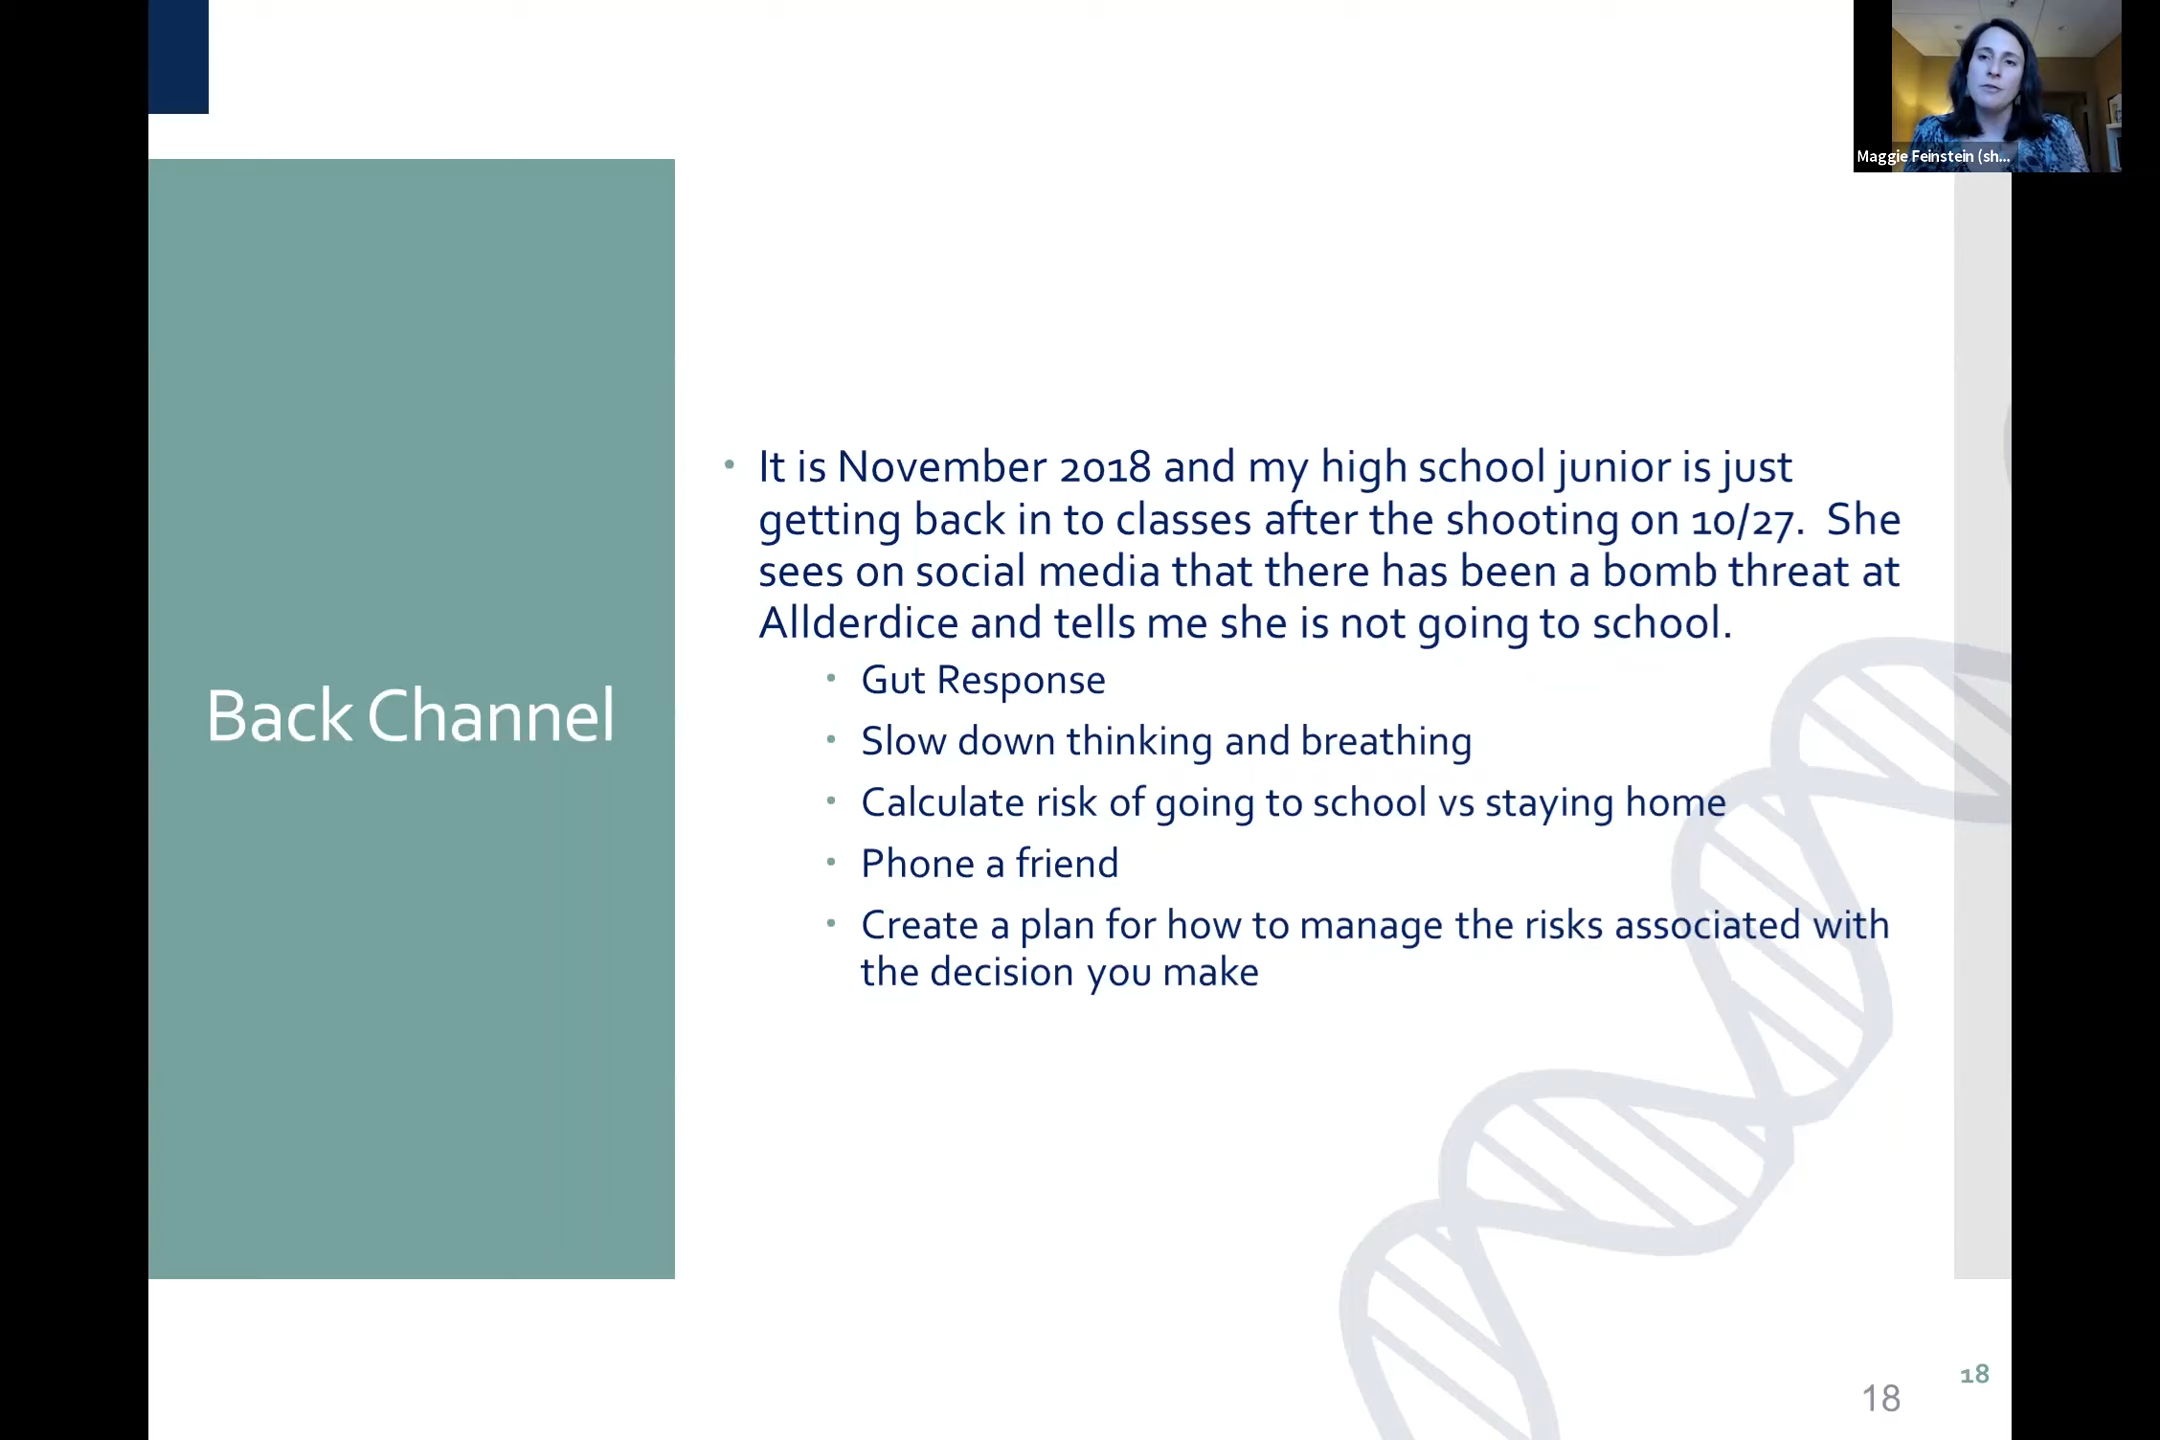 Maggie Feinstein (sh...
Back Channel
It is November 2018 and my high school junior is just
getting back in to classes after the shooting on 10/27.  She
sees on social media that there has been a bomb threat at
Allderdice and tells me she is not going to school.
Gut Response
Slow down thinking and breathing
Calculate risk of going to school vs staying home
Phone a friend
Create a plan for how to manage the risks associated with
the decision you make
18
18